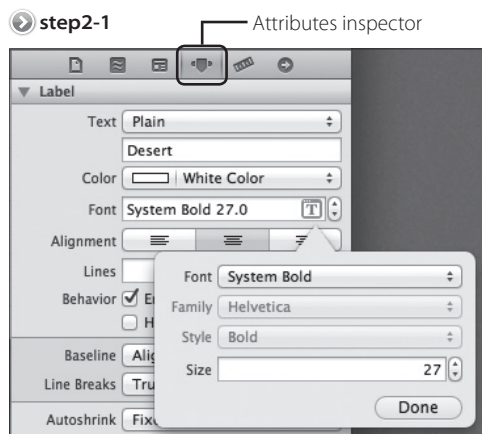 step2-1
Attributes inspector
Label
Text Plain
Desert
Color White Color
Font System Bold 27.0 T
Alignment
Lines
Behavior
Baseline
Line Breaks
Autoshrink
Font System Bold
Family Helvetica
Style Bold
Size 27
Done